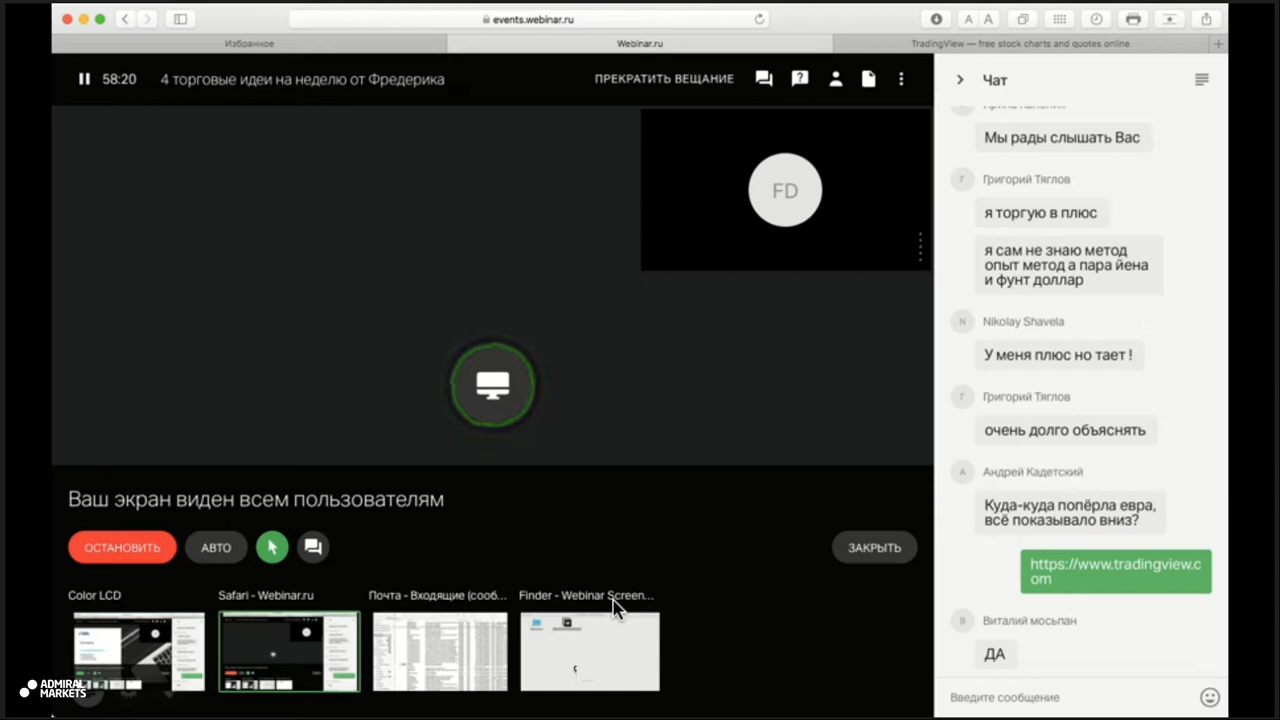 events.webinar.ru
A A
Избранное
Webinar.ru
TradingView — free stock charts and quotes online
58:20
4 торговые идеи на неделю от Фредерика
ПРЕКРАТИТЬ ВЕЩАНИЕ
FD
Ваш экран виден всем пользователям
ОСТАНОВИТЬ
АВТО
ЗАКРЫТЬ
Color LCD
Safari - Webinar.ru
Почта - Входящие (сооб...
Finder - Webinar Screen...
ADMIRAL
MARKETS
Чат
Мы рады слышать Вас
Г
Григорий Тяглов
я торгую в плюс
я сам не знаю метод
опыт метод а пара йена
и фунт доллар
N
Nikolay Shavela
У меня плюс но тает !
Г
Григорий Тяглов
очень долго объяснять
А
Андрей Кадетский
Куда-куда попёрла евра,
всё показывало вниз?
https://www.tradingview.c
om
В
Виталий мосьпан
ДА
Введите сообщение